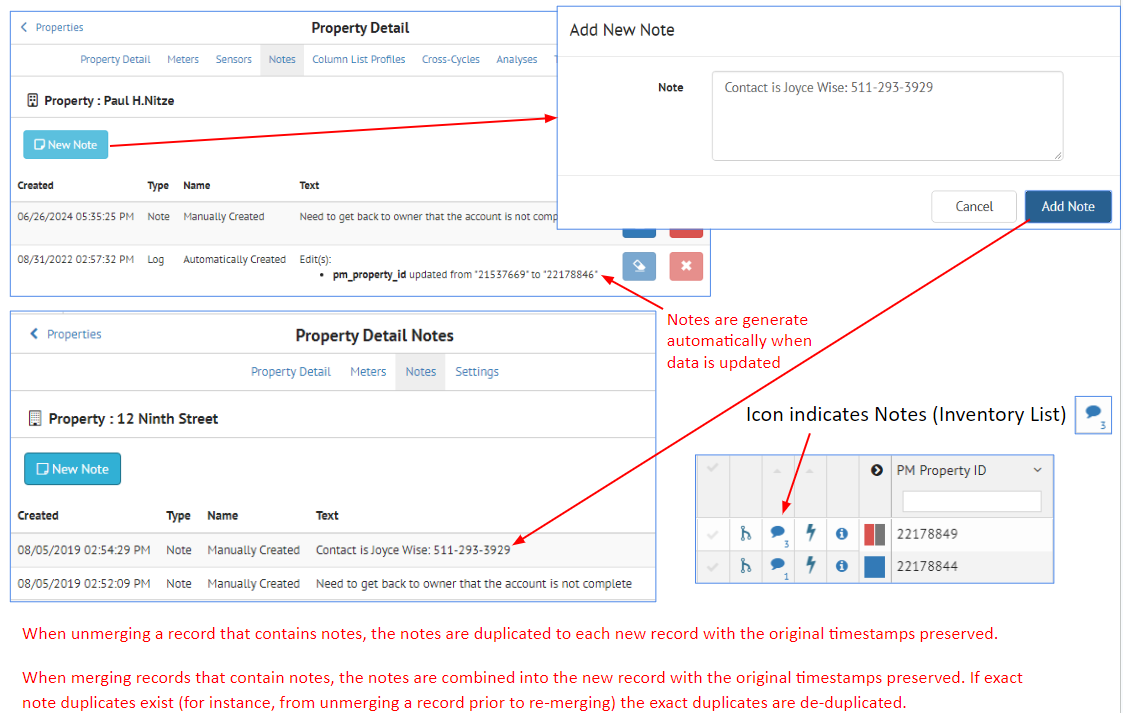 Properties
Property Detail
Property Detail Meters Sensors Notes Column List Profiles Cross-Cycles Analyses
Property : Paul H.Nitze
New Note
Created Type Name Text
06/26/2024 05:35:25 PM Note Manually Created Need to get back to owner that the account is not comp
08/31/2022 02:57:32 PM Log Automatically Created Edit(s):
• pm_property_id updated from "21537669" to "22178846"
Add New Note
Note
Contact is Joyce Wise: 511-293-3929
Cancel Add Note
Notes are generate
automatically when
data is updated
Properties
Property Detail Notes
Property Detail Meters Notes Settings
Property : 12 Ninth Street
New Note
Created Type Name Text
08/05/2019 02:54:29 PM Note Manually Created Contact is Joyce Wise: 511-293-3929
08/05/2019 02:52:09 PM Note Manually Created Need to get back to owner that the account is not complete
Icon indicates Notes (Inventory List) 3
PM Property ID
3 22178849
1 22178844
When unmerging a record that contains notes, the notes are duplicated to each new record with the original timestamps preserved.
When merging records that contain notes, the notes are combined into the new record with the original timestamps preserved. If exact
note duplicates exist (for instance, from unmerging a record prior to re-merging) the exact duplicates are de-duplicated.